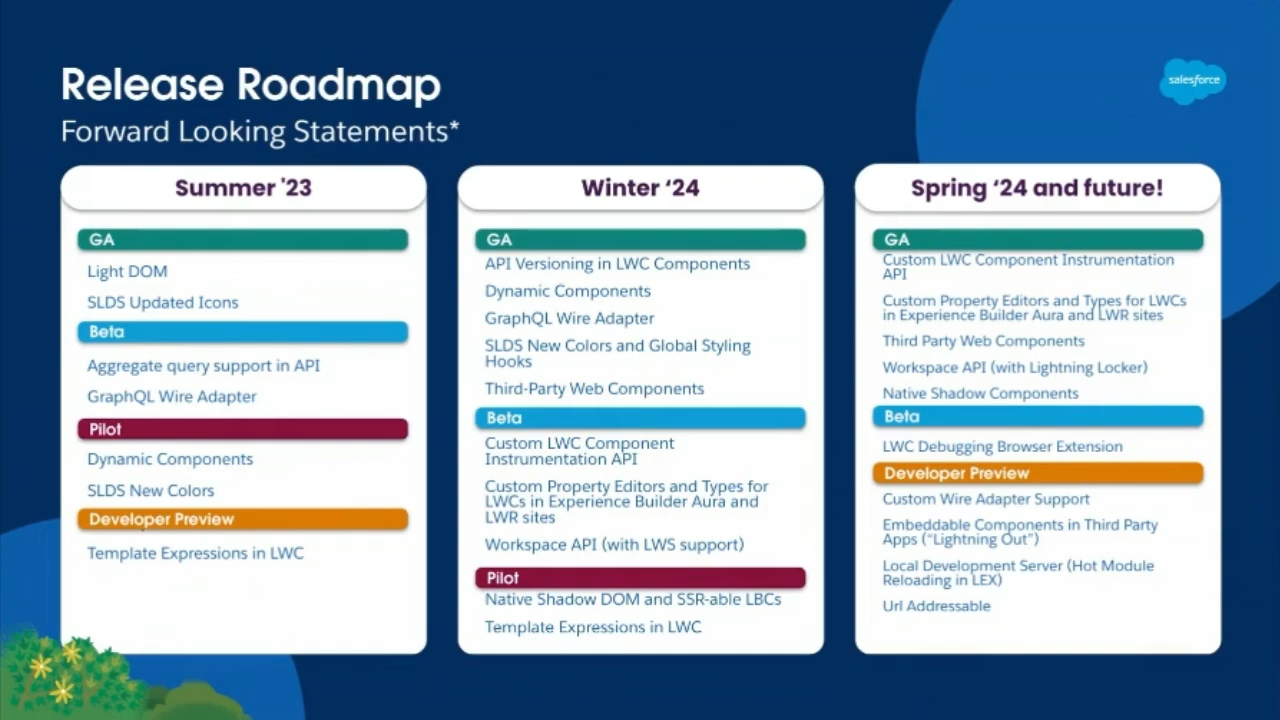 Release Roadmap
Forward Looking Statements*
salesforce
Summer '23
GA
Light DOM
SLDS Updated Icons
Beta
Aggregate query support in API
GraphQL Wire Adapter
Pilot
Dynamic Components
SLDS New Colors
Developer Preview
Template Expressions in LWC
Winter ‘24
GA
API Versioning in LWC Components
Dynamic Components
GraphQL Wire Adapter
SLDS New Colors and Global Styling
Hooks
Third-Party Web Components
Beta
Custom LWC Component
Instrumentation API
Custom Property Editors and Types for
LWCs in Experience Builder Aura and
LWR sites
Workspace API (with LWS support)
Pilot
Native Shadow DOM and SSR-able LBCs
Template Expressions in LWC
Spring ‘24 and future!
GA
Custom LWC Component Instrumentation
API
Custom Property Editors and Types for LWCs
in Experience Builder Aura and LWR sites
Third Party Web Components
Workspace API (with Lightning Locker)
Native Shadow Components
Beta
LWC Debugging Browser Extension
Developer Preview
Custom Wire Adapter Support
Embeddable Components in Third Party
Apps (“Lightning Out”)
Local Development Server (Hot Module
Reloading in LEX)
Url Addressable